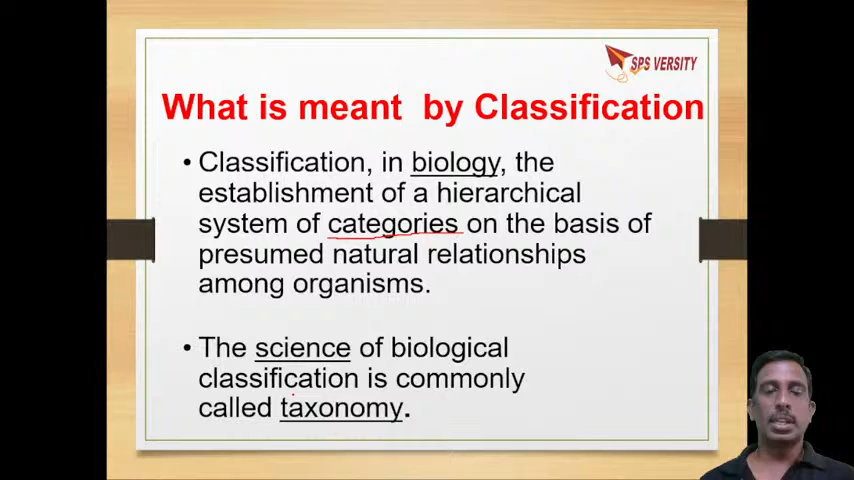 SPS VERSITY
What is meant by Classification
• Classification, in biology, the
establishment of a hierarchical
system of categories on the basis of
presumed natural relationships
among organisms.
• The science of biological
classification is commonly
called taxonomy.